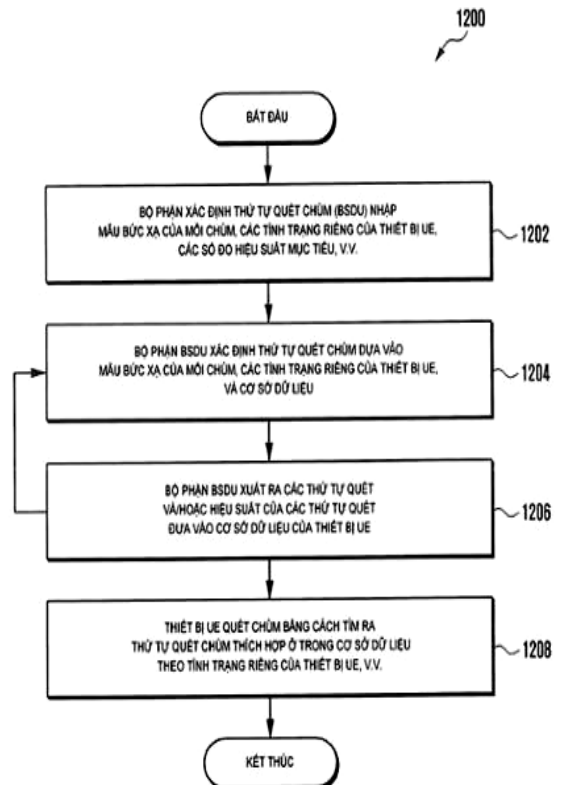 1200
BẮT ĐẦU
BỘ PHẬN XÁC ĐỊNH THỨ TỰ QUÉT CHÙM (BSDU) NHẬP
MẪU BỨC XẠ CỦA MỖI CHÙM, CÁC TÌNH TRẠNG RIÊNG CỦA THIẾT BỊ UE,
CÁC SỐ ĐO HIỆU SUẤT MỤC TIÊU, V.V.
1202
BỘ PHẬN BSDU XÁC ĐỊNH THỨ TỰ QUÉT CHÙM DỰA VÀO
MẪU BỨC XẠ CỦA MỖI CHÙM, CÁC TÌNH TRẠNG RIÊNG CỦA THIẾT BỊ UE,
VÀ CƠ SỞ DỮ LIỆU
1204
BỘ PHẬN BSDU XUẤT RA CÁC THỨ TỰ QUÉT
VÀ/HOẶC HIỆU SUẤT CỦA CÁC THỨ TỰ QUÉT
ĐƯA VÀO CƠ SỞ DỮ LIỆU CỦA THIẾT BỊ UE
1206
THIẾT BỊ UE QUÉT CHÙM BẰNG CÁCH TÌM RA
THỨ TỰ QUÉT CHÙM THÍCH HỢP Ở TRONG CƠ SỞ DỮ LIỆU
THEO TÌNH TRẠNG RIÊNG CỦA THIẾT BỊ UE, V.V.
1208
KẾT THÚC